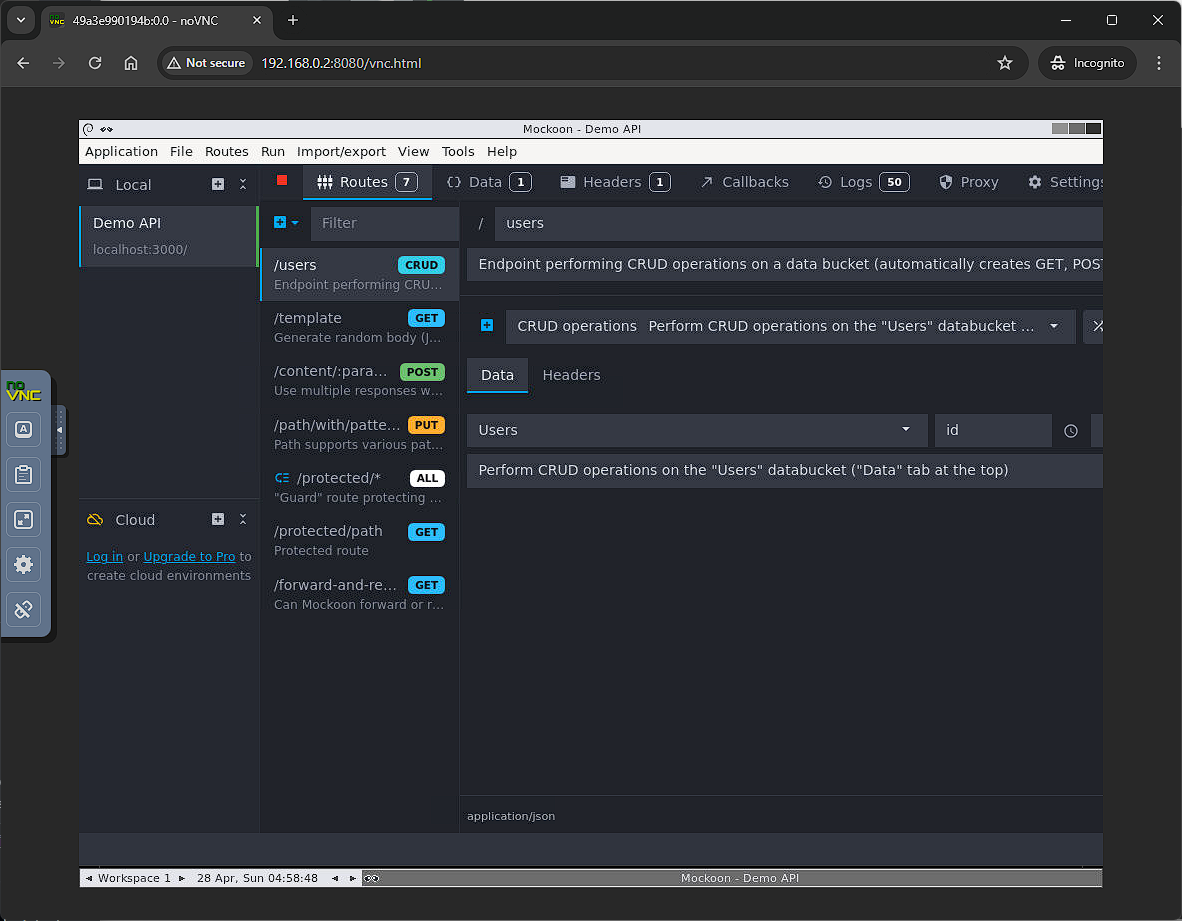 49a3e990194b:0.0 - noVNC
Not secure
192.168.0.2:8080/vnc.html
Incognito
Mockoon - Demo API
Application File Routes Run Import/export View Tools Help
Local
Routes 7
Data 1
Headers 1
Callbacks
Logs 50
Proxy
Settings
Demo API
localhost:3000/
Filter
/ users
/users CRUD
Endpoint performing CRU...
Endpoint performing CRUD operations on a data bucket (automatically creates GET, POST
/template GET
Generate random body (J...
CRUD operations Perform CRUD operations on the "Users" databucket ...
/content/:para... POST
Use multiple responses w...
Data Headers
/path/with/patte... PUT
Path supports various pat...
Users
id
/protected/* ALL
"Guard" route protecting ...
Perform CRUD operations on the "Users" databucket ("Data" tab at the top)
/protected/path GET
Protected route
/forward-and-re... GET
Can Mockoon forward or r...
Cloud
Log in or Upgrade to Pro to
create cloud environments
no
VNC
A
application/json
Workspace 1
28 Apr, Sun 04:58:48
Mockoon - Demo API